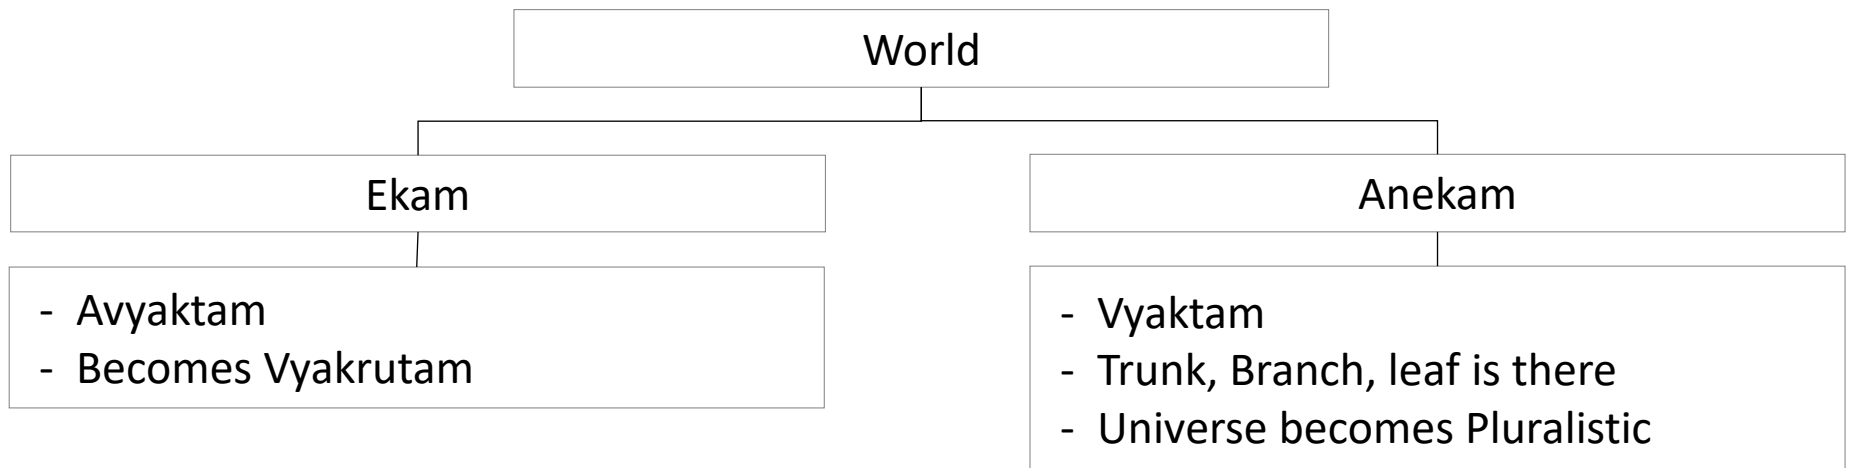 World
Ekam
- Avyaktam
- Becomes Vyakrutam
Anekam
- Vyaktam
- Trunk, Branch, leaf is there
- Universe becomes Pluralistic